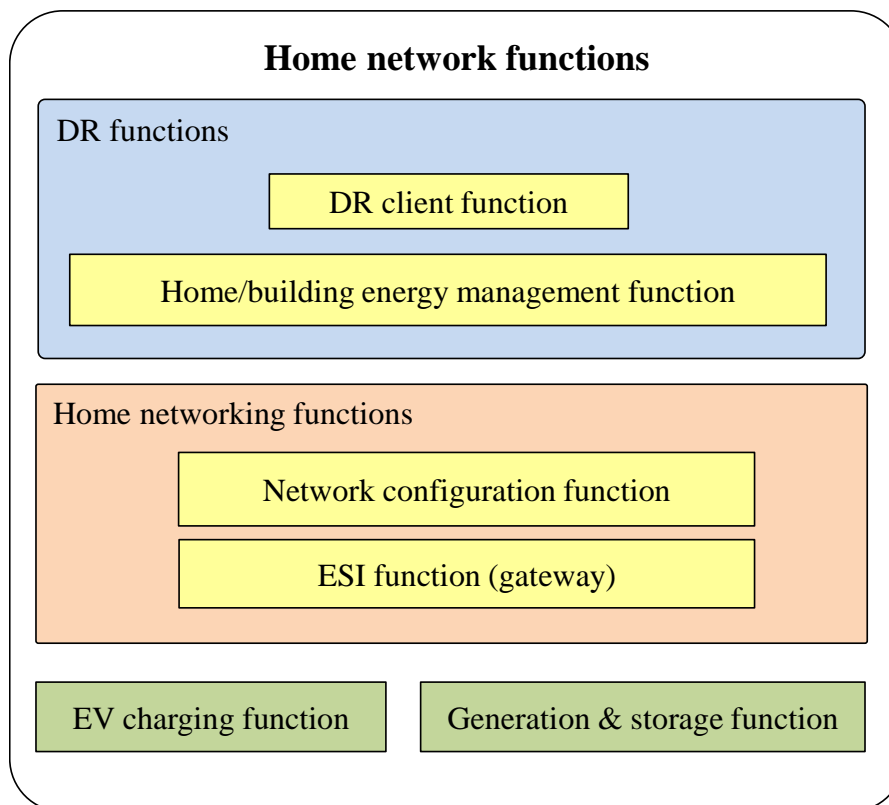 Home network functions
DR functions
DR client function
Home/building energy management function
Home networking functions
Network configuration function
ESI function (gateway)
EV charging function
Generation & storage function